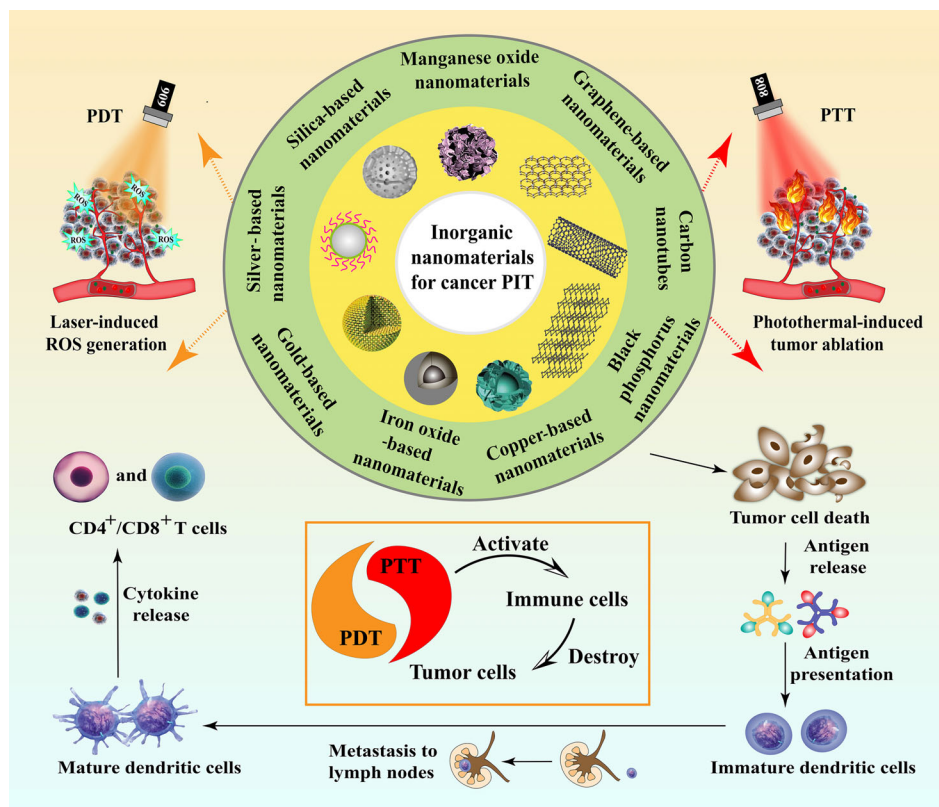 Manganese oxide
nanomaterials
Graphene-based
nanomaterials
Carbon
nanotubes
Black
phosphorus
nanomaterials
Copper-based
nanomaterials
Iron oxide
-based
nanomaterials
Gold-based
nanomaterials
Silver-based
nanomaterials
Silica-based
nanomaterials
Inorganic
nanomaterials
for cancer PIT
PDT
ROS
ROS
ROS
ROS
Laser-induced
ROS generation
808
PTT
Photothermal-induced
tumor ablation
Tumor cell death
Antigen
release
Antigen
presentation
Immature dendritic cells
Metastasis to
lymph nodes
Mature dendritic cells
Cytokine
release
and
CD4+/CD8+ T cells
PTT
PDT
Activate
Immune cells
Destroy
Tumor cells